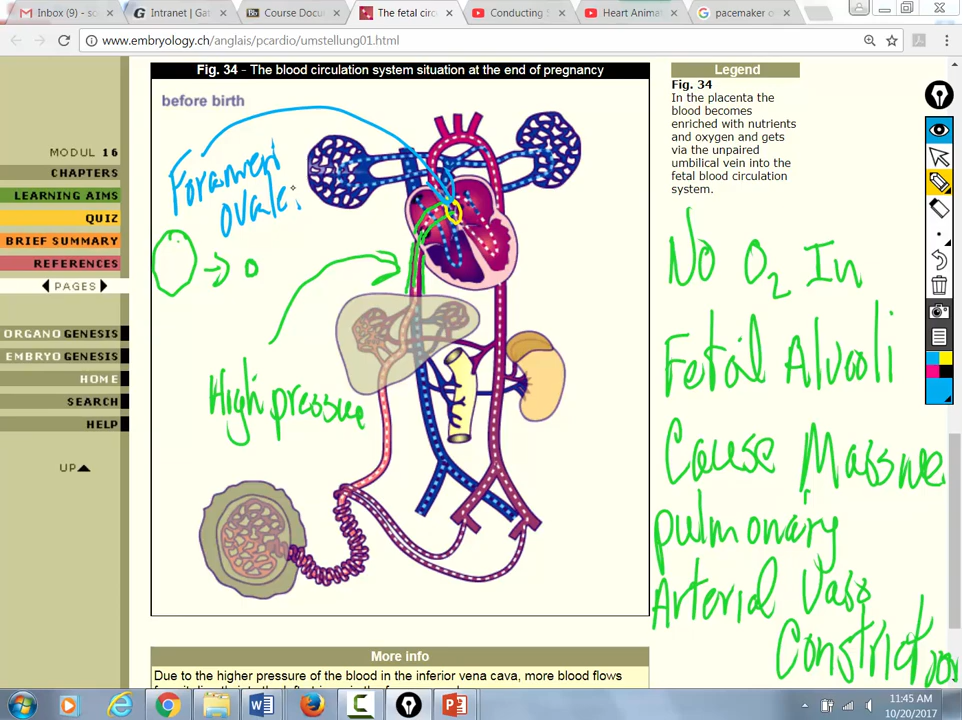 Inbox (9) - sc
Intranet | Gat
Course Docu
The fetal circ
Conducting S
Heart Animat
pacemaker o
www.embryology.ch/anglais/pcardio/umstellung01.html
Fig. 34 - The blood circulation system situation at the end of pregnancy
before birth
Foramen
ovale:
High pressure
MODUL 16
CHAPTERS
LEARNING AIMS
QUIZ
BRIEF SUMMARY
REFERENCES
PAGES
ORGANO GENESIS
EMBRYO GENESIS
HOME
SEARCH
HELP
UP
Legend
Fig. 34
In the placenta the
blood becomes
enriched with nutrients
and oxygen and gets
via the unpaired
umbilical vein into the
fetal blood circulation
system.
No O2 In
Fetal Alvooli
Cause Massive
pulmonary
Arterial Vaso
Constriction
More info
Due to the higher pressure of the blood in the inferior vena cava, more blood flows
11:45 AM
10/20/2017